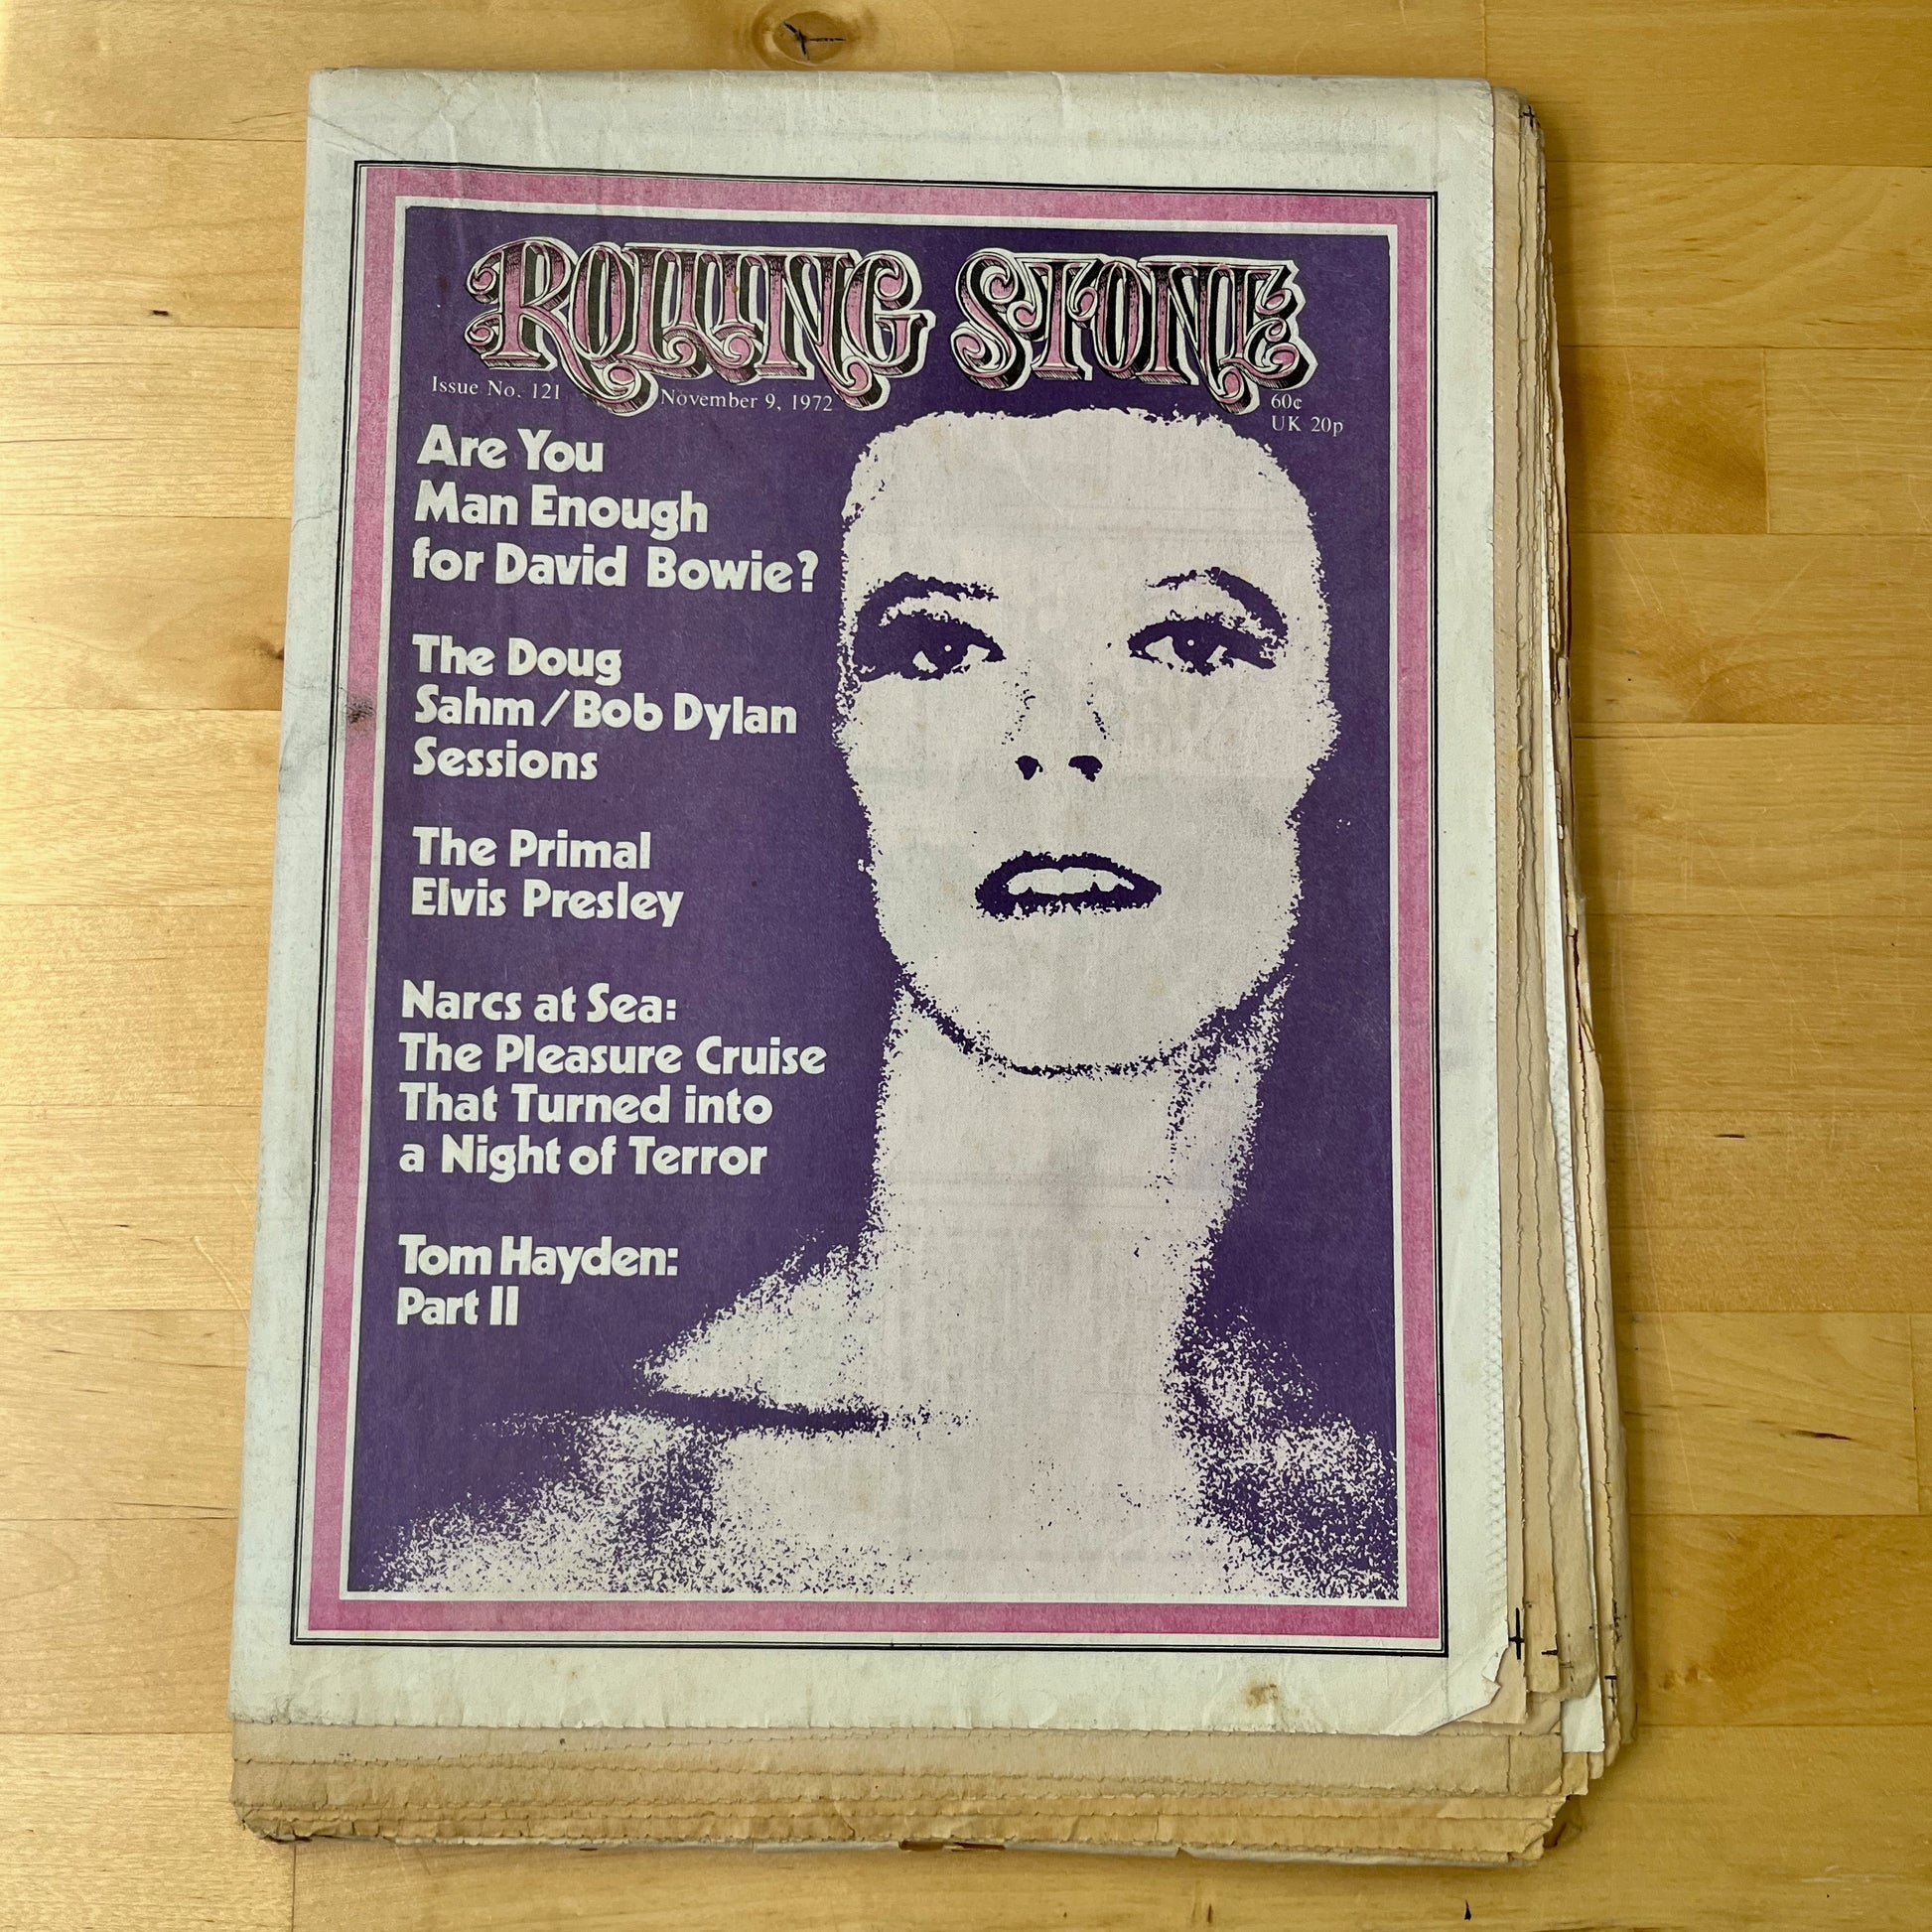 ROLLING STONE
Issue No. 121 November 9, 1972 60¢
UK 20p
Are You
Man Enough
for David Bowie?
The Doug
Sahm/Bob Dylan
Sessions
The Primal
Elvis Presley
Narcs at Sea:
The Pleasure Cruise
That Turned into
a Night of Terror
Tom Hayden:
Part II